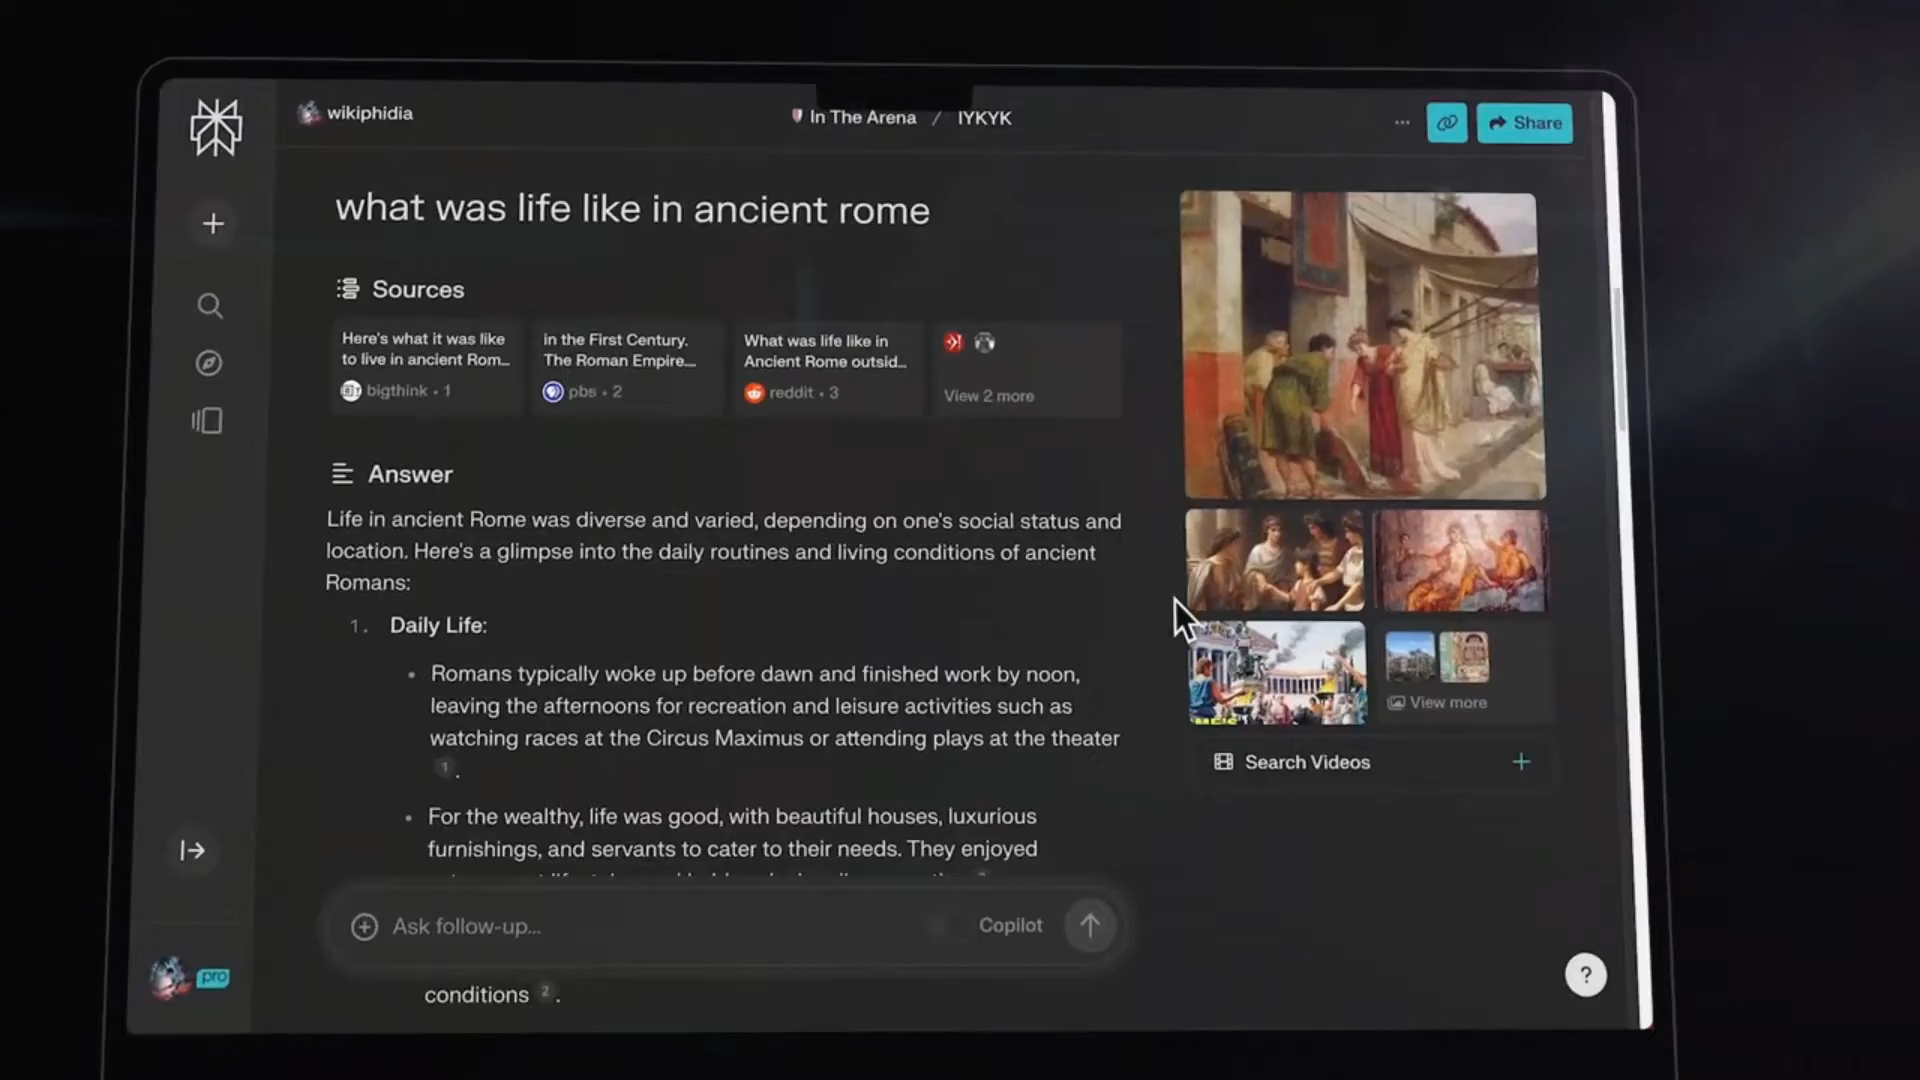 wikiphidia
In The Arena / IYKYK
Share
what was life like in ancient rome
Sources
Here's what it was like
to live in ancient Rom...
bigthink • 1
in the First Century.
The Roman Empire....
pbs • 2
What was life like in
Ancient Rome outsid...
reddit • 3
View 2 more
Answer
Life in ancient Rome was diverse and varied, depending on one's social status and
location. Here's a glimpse into the daily routines and living conditions of ancient
Romans:
1. Daily Life:
• Romans typically woke up before dawn and finished work by noon,
leaving the afternoons for recreation and leisure activities such as
watching races at the Circus Maximus or attending plays at the theater
1 .
• For the wealthy, life was good, with beautiful houses, luxurious
furnishings, and servants to cater to their needs. They enjoyed
Ask follow-up...
Copilot
conditions 2 .
View more
Search Videos
pro
?